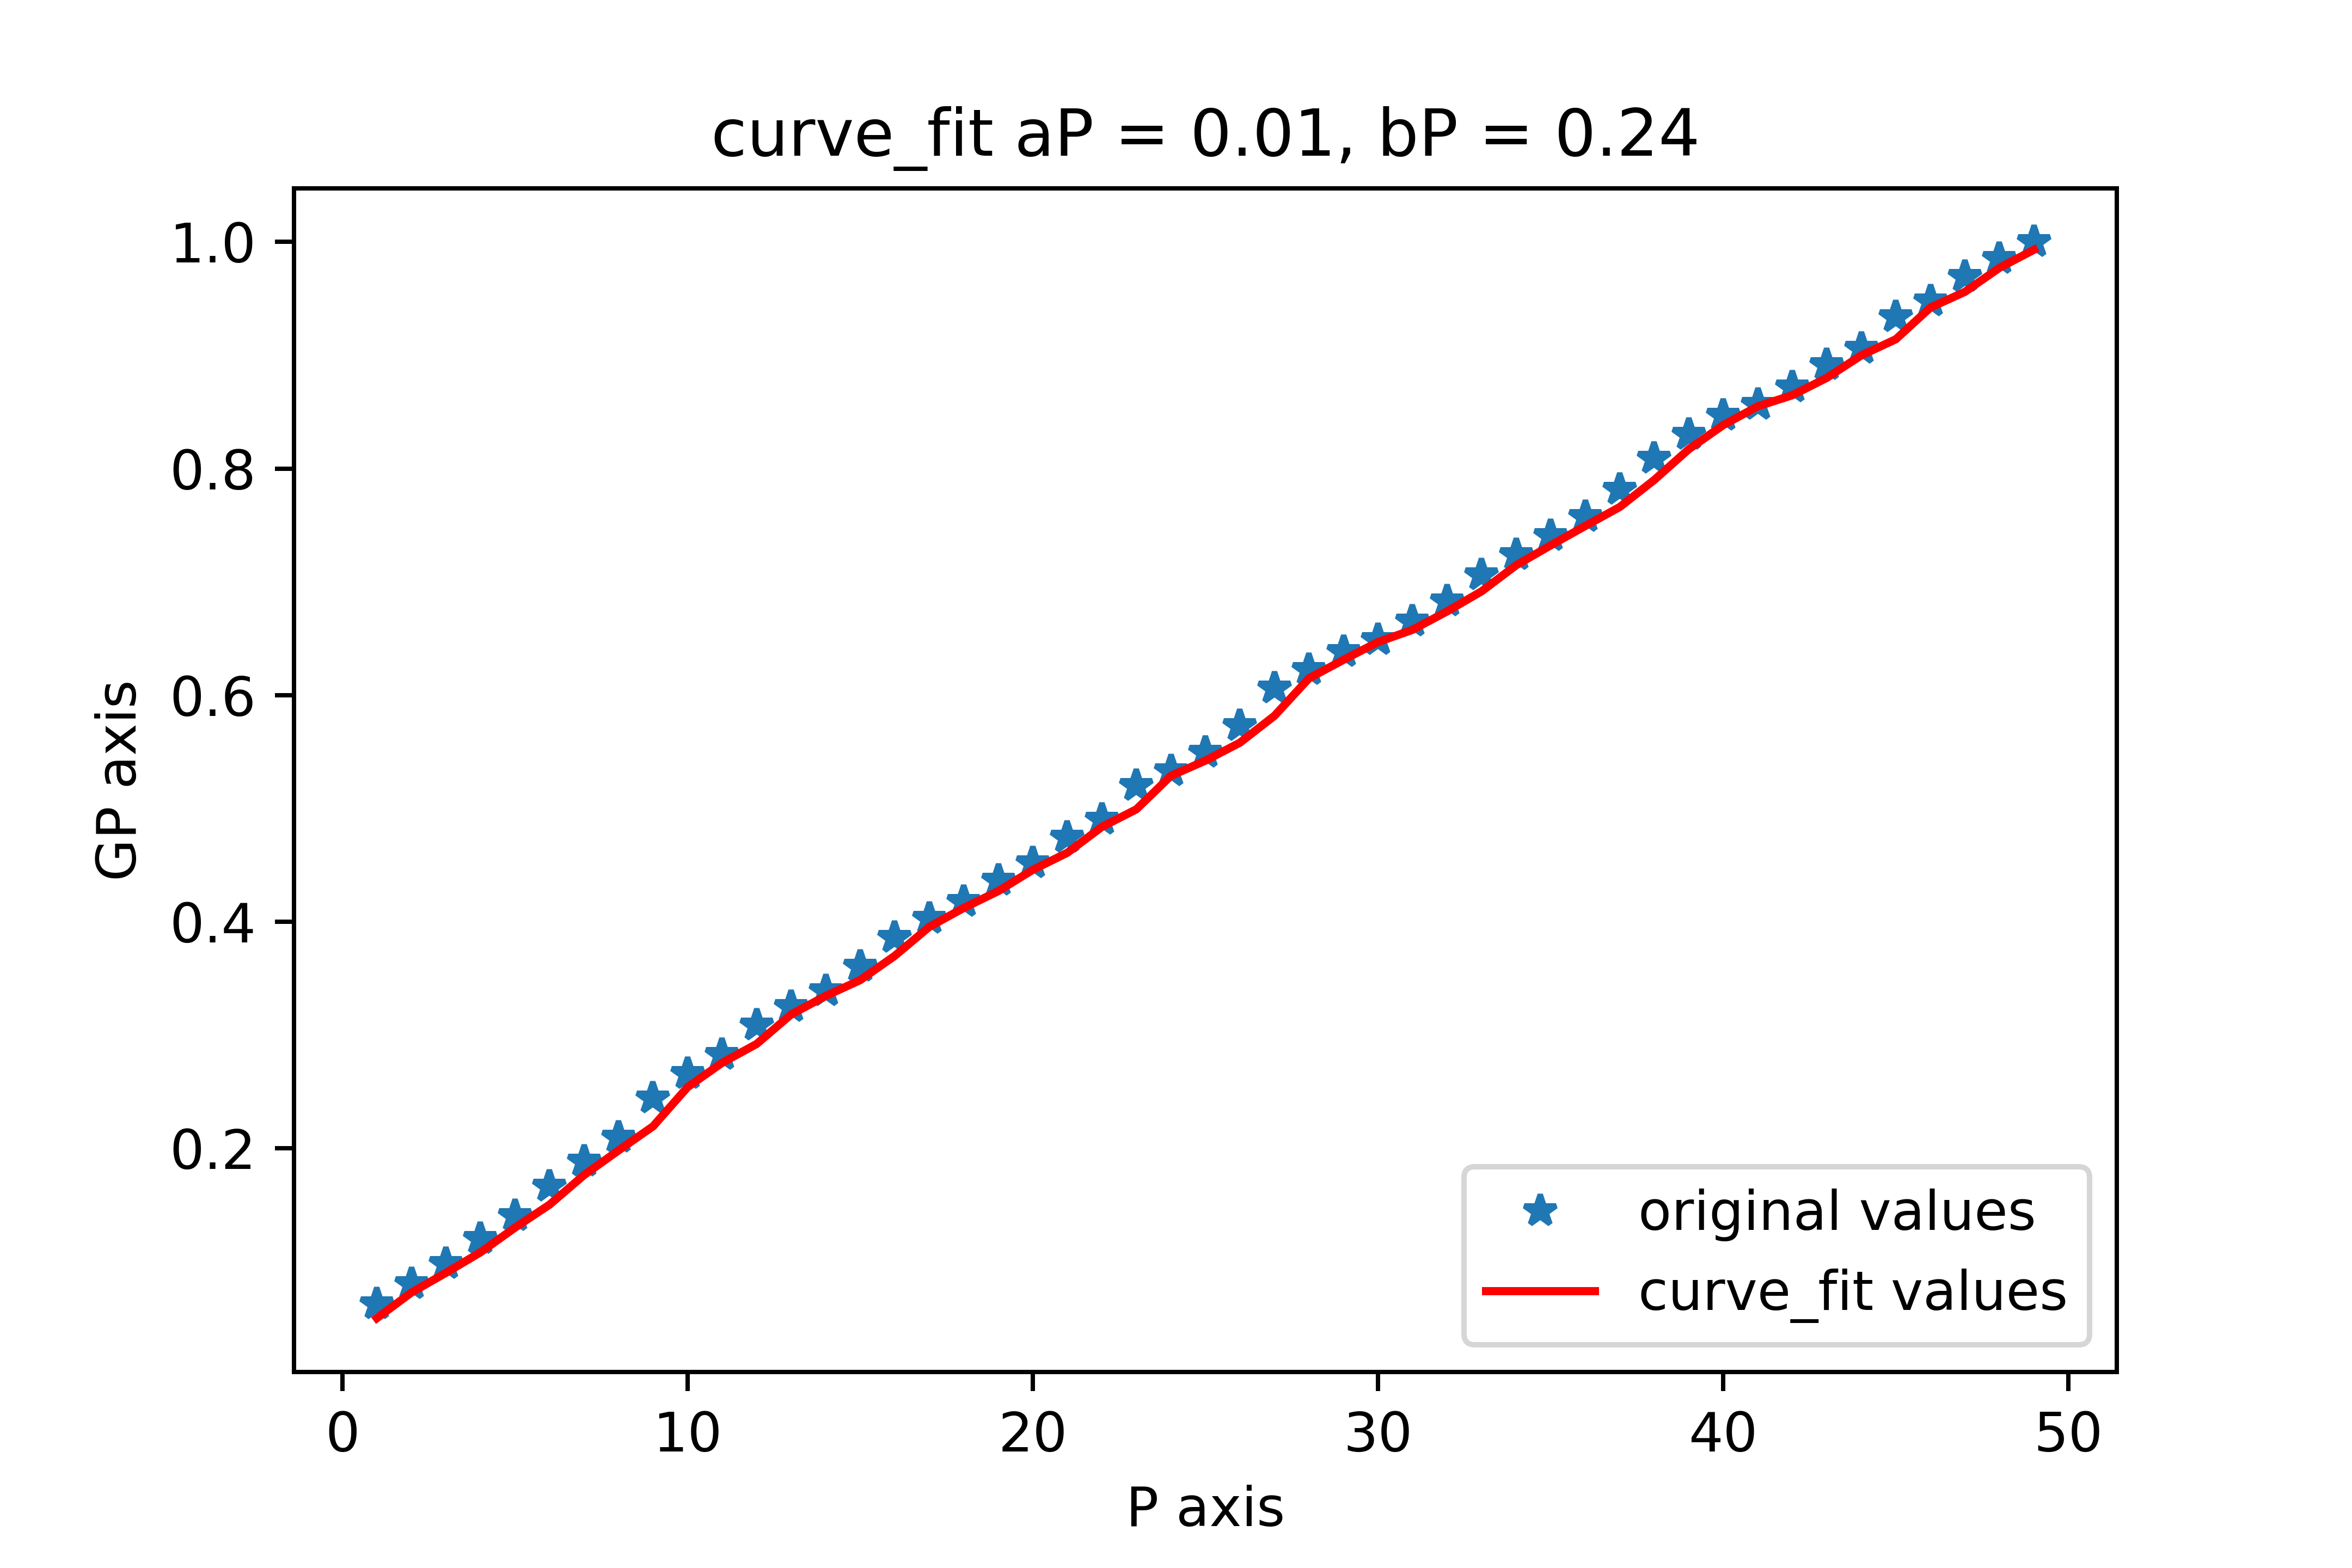 curve_fit aP = 0.01, bP = 0.24
1.0
0.8
0.6
0.4
0.2
GP axis
original values
curve_fit values
0 10 20 30 40 50
P axis